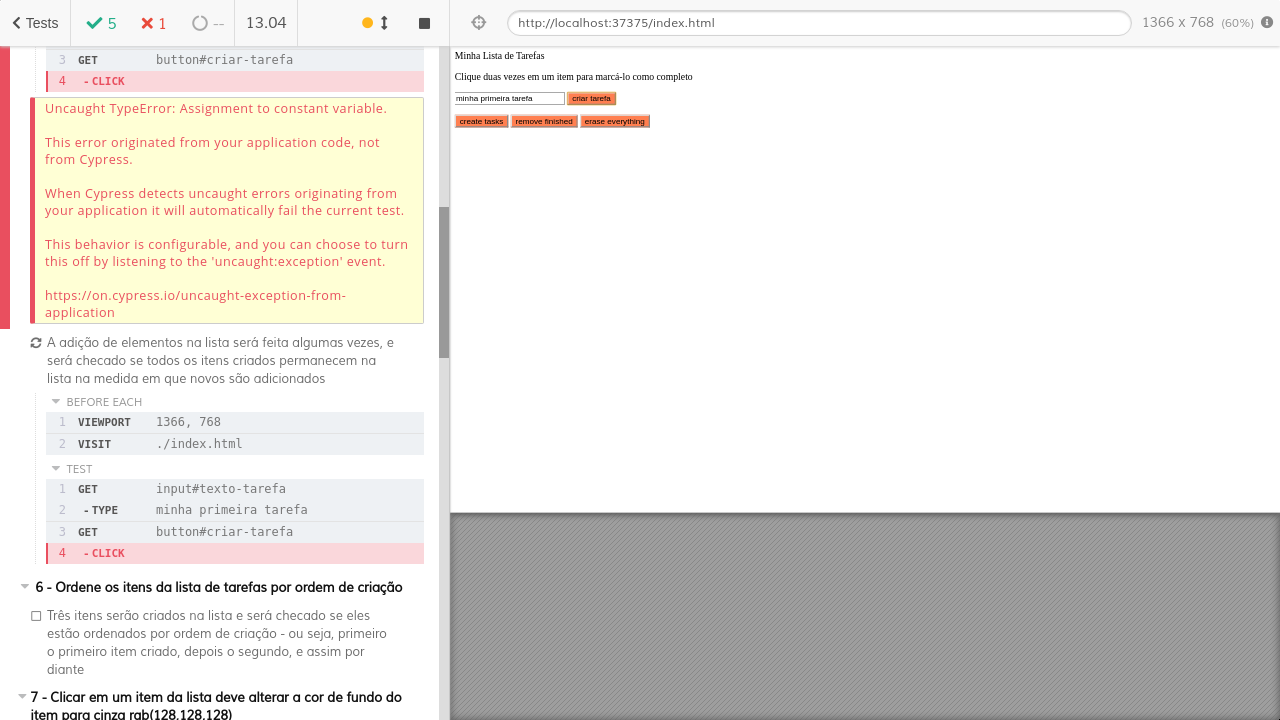 Tests
5
1
--
13.04
http://localhost:37375/index.html
1366 x 768 (60%)
3 GET button#criar-tarefa
4 - CLICK
Uncaught TypeError: Assignment to constant variable.
This error originated from your application code, not
from Cypress.
When Cypress detects uncaught errors originating from
your application it will automatically fail the current test.
This behavior is configurable, and you can choose to turn
this off by listening to the 'uncaught:exception' event.
https://on.cypress.io/uncaught-exception-from-
application
A adição de elementos na lista será feita algumas vezes, e
será checado se todos os itens criados permanecem na
lista na medida em que novos são adicionados
BEFORE EACH
1 VIEWPORT 1366, 768
2 VISIT ./index.html
TEST
1 GET input#texto-tarefa
2 - TYPE minha primeira tarefa
3 GET button#criar-tarefa
4 - CLICK
6 - Ordene os itens da lista de tarefas por ordem de criação
Três itens serão criados na lista e será checado se eles
estão ordenados por ordem de criação - ou seja, primeiro
o primeiro item criado, depois o segundo, e assim por
diante
7 - Clicar em um item da lista deve alterar a cor de fundo do
item para cinza rgb(128,128,128)
Minha Lista de Tarefas
Clique duas vezes em um item para marcá-lo como completo
minha primeira tarefa criar tarefa
create tasks remove finished erase everything